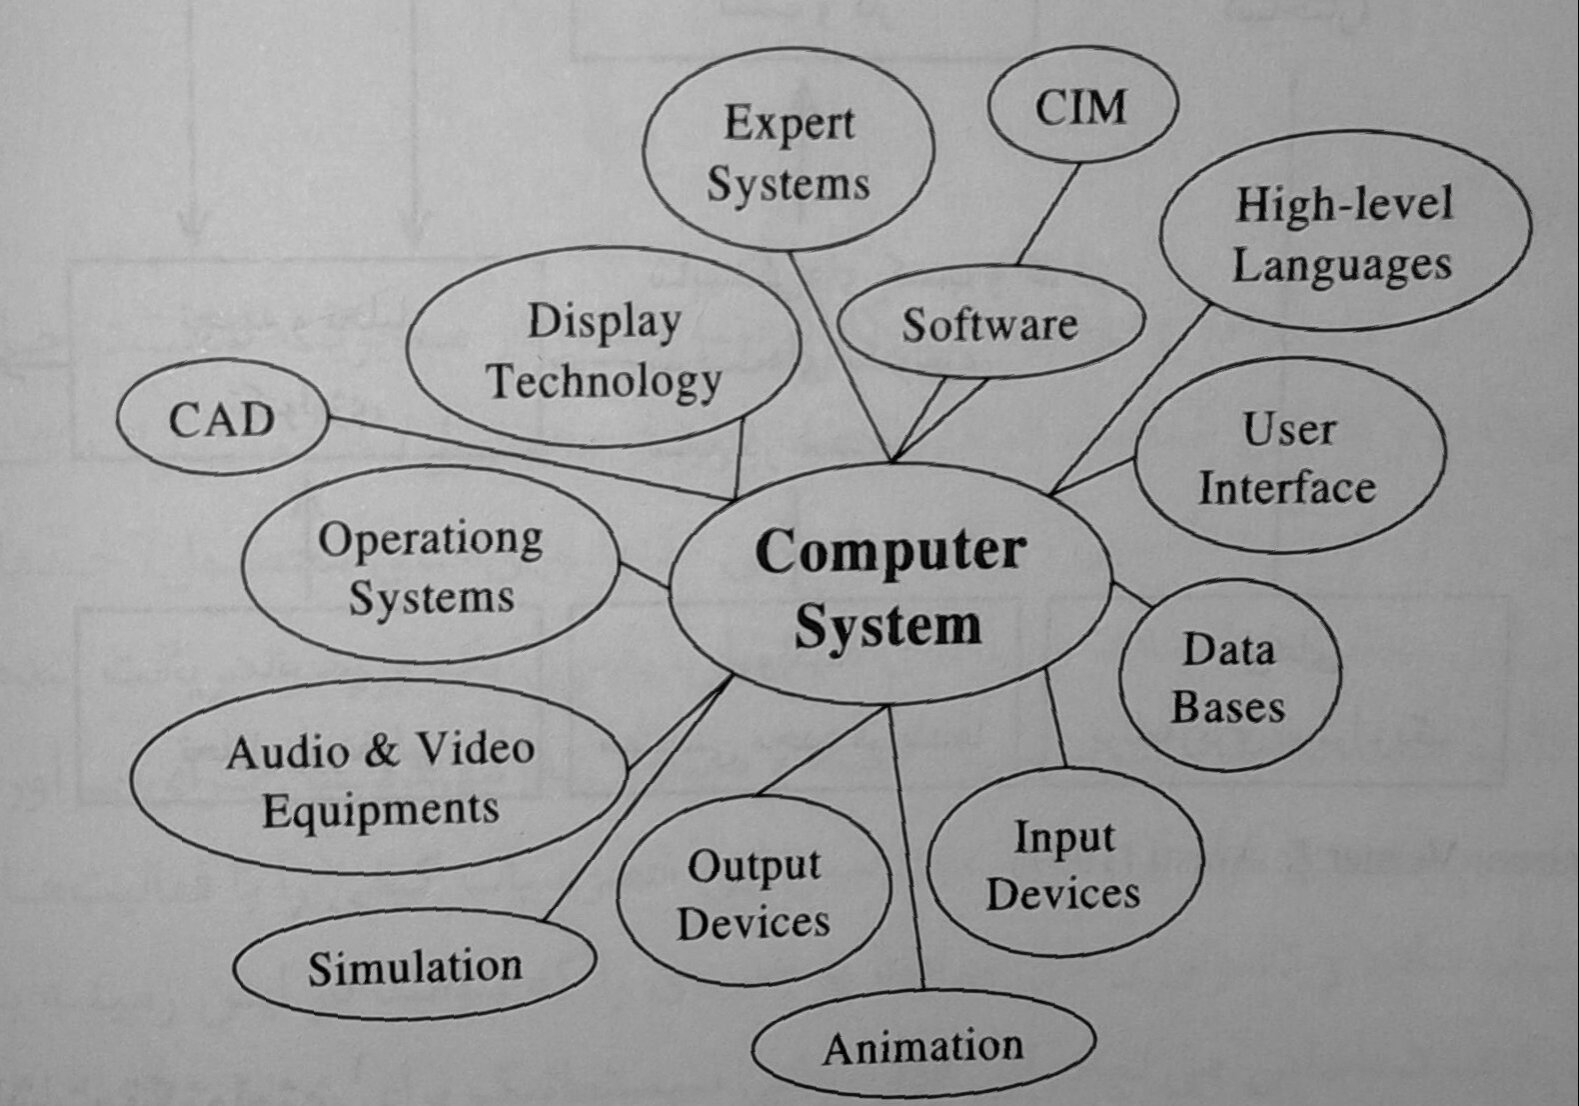 Expert
Systems
CIM
High-level
Languages
Display
Technology
Software
CAD
User
Interface
Operationg
Systems
Computer
System
Data
Bases
Audio & Video
Equipments
Output
Devices
Input
Devices
Simulation
Animation